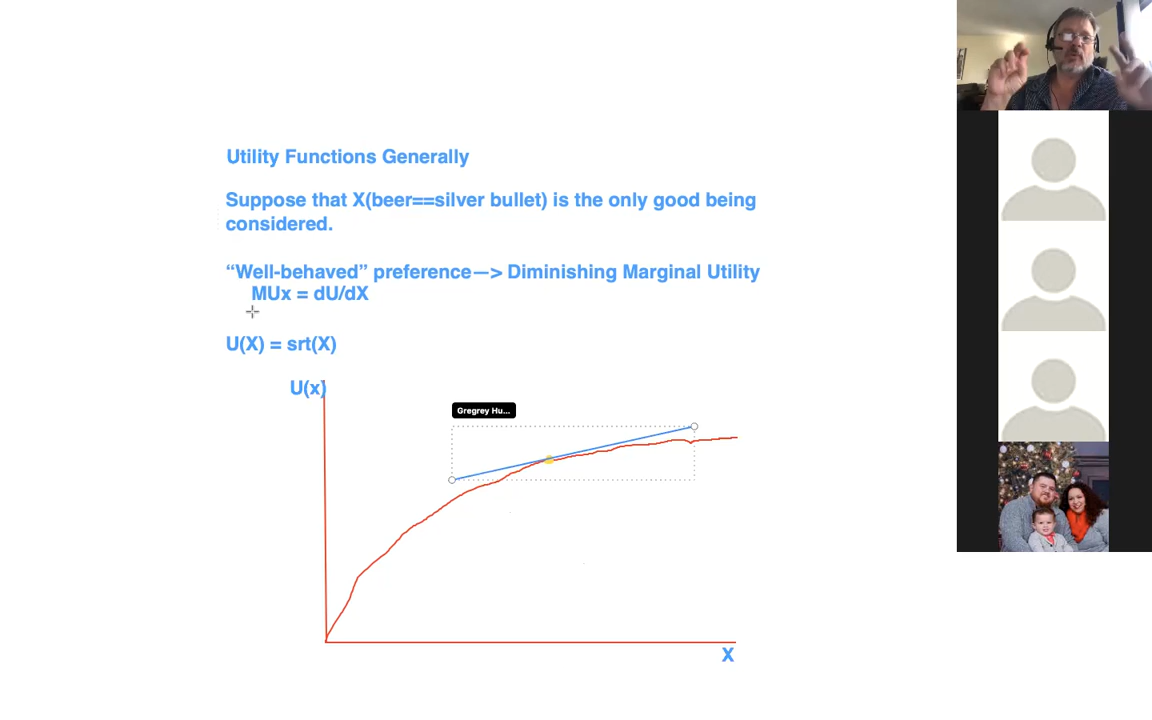 Utility Functions Generally
Suppose that X(beer==silver bullet) is the only good being
considered.
“Well-behaved” preference—> Diminishing Marginal Utility
MUx = dU/dX
U(X) = srt(X)
U(x)
Gregrey Hu...
X